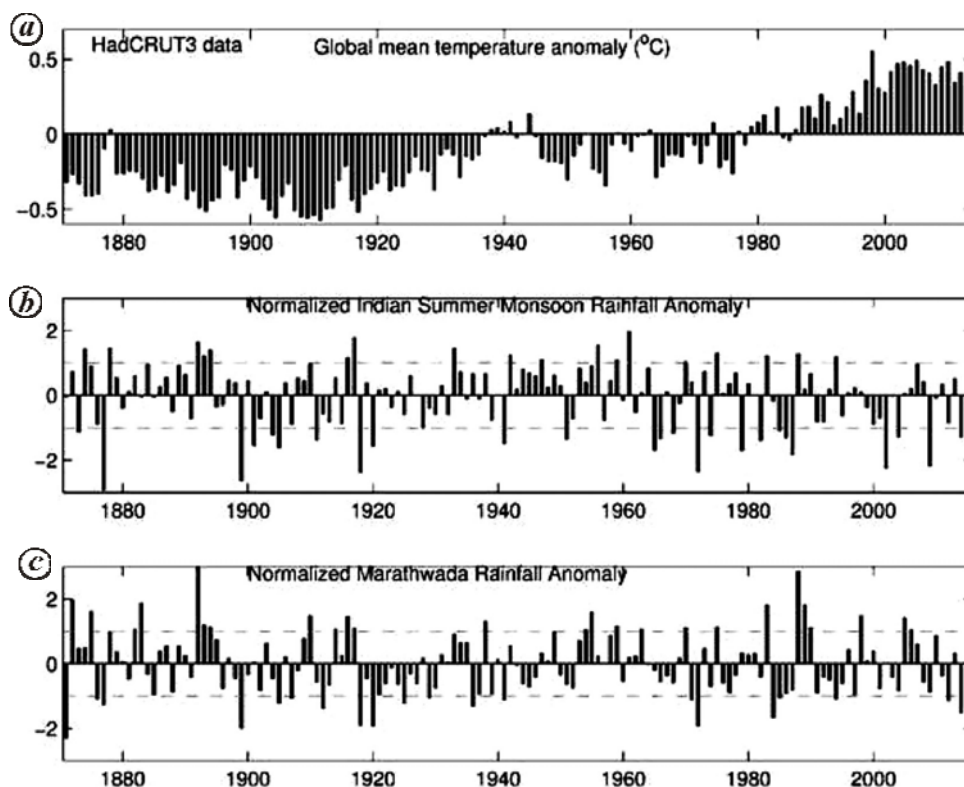 a
HadCRUT3 data Global mean temperature anomaly (°C)
0.5
0
−0.5
1880 1900 1920 1940 1960 1980 2000
b
Normalized Indian Summer Monsoon Rainfall Anomaly
2
0
−2
1880 1900 1920 1940 1960 1980 2000
c
Normalized Marathwada Rainfall Anomaly
2
0
−2
1880 1900 1920 1940 1960 1980 2000